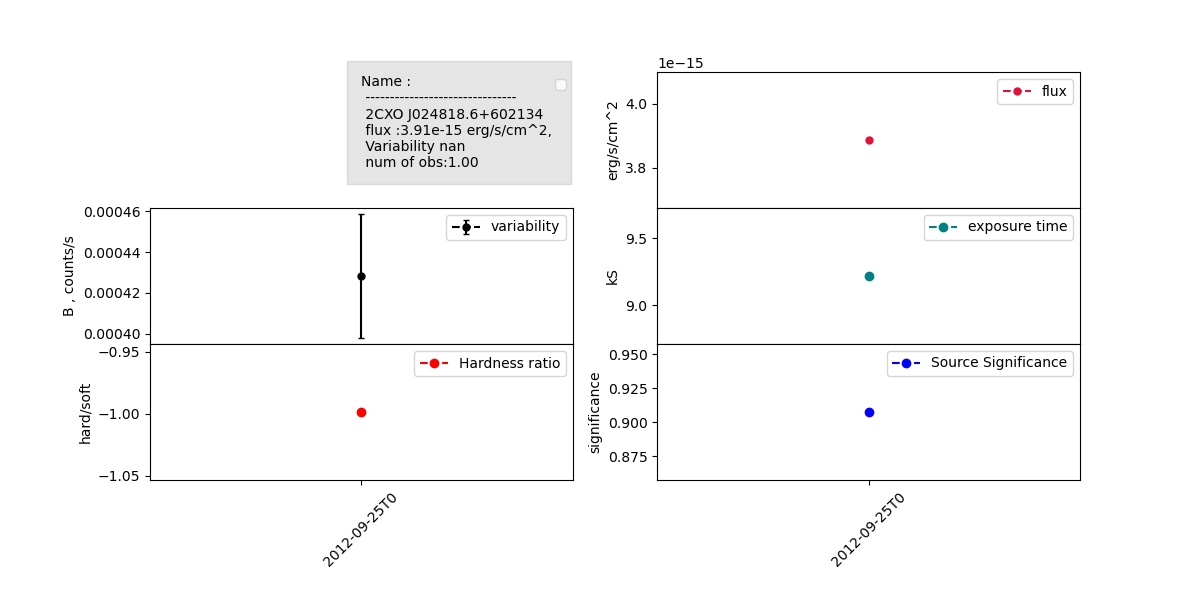 Name :
-------------------------------
2CXO J024818.6+602134
flux :3.91e-15 erg/s/cm^2,
Variability nan
num of obs:1.00
1e−15
flux
4.0
3.8
erg/s/cm^2
0.00046
0.00044
0.00042
0.00040
B , counts/s
variability
exposure time
9.5
9.0
kS
−0.95
−1.00
−1.05
hard/soft
Hardness ratio
Source Significance
0.950
0.925
0.900
0.875
significance
2012-09-25T0
2012-09-25T0